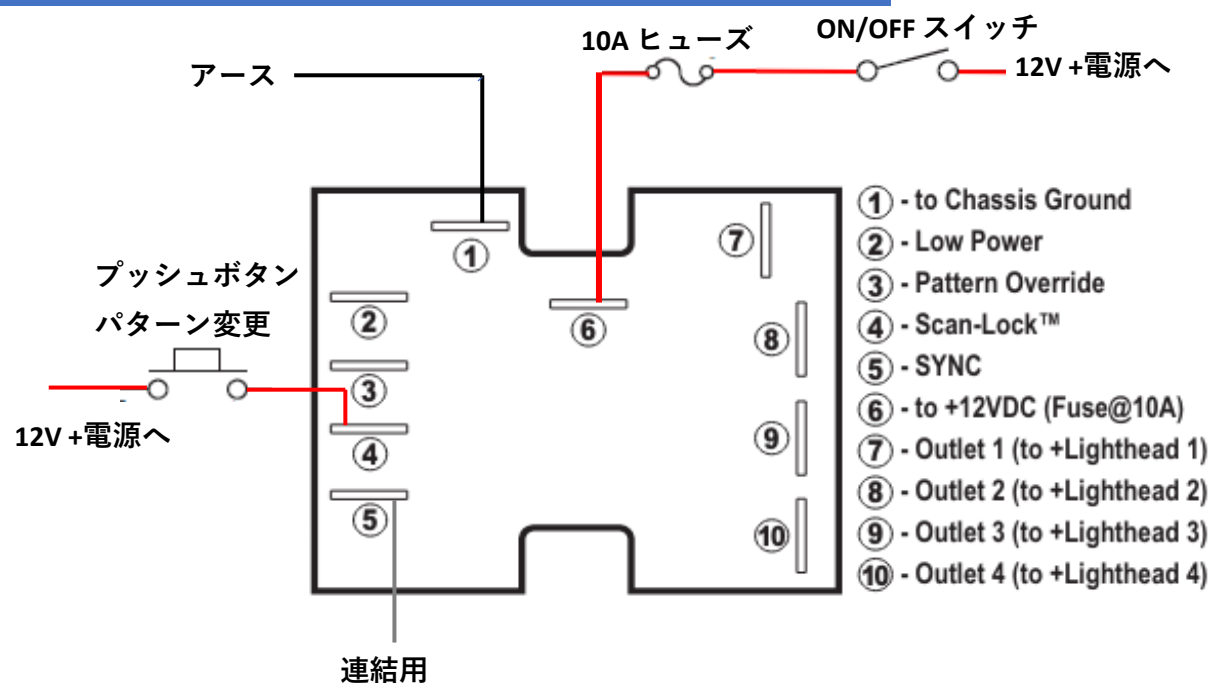 ON/OFF スイッチ
10A ヒューズ
アース
12V +電源へ
① - to Chassis Ground
② - Low Power
③ - Pattern Override
④ - Scan-Lock™
⑤ - SYNC
⑥ - to +12VDC (Fuse@10A)
⑦ - Outlet 1 (to +Lighthead 1)
⑧ - Outlet 2 (to +Lighthead 2)
⑨ - Outlet 3 (to +Lighthead 3)
⑩ - Outlet 4 (to +Lighthead 4)
プッシュボタン
パターン変更
12V +電源へ
①
②
③
④
⑤
⑥
⑦
⑧
⑨
⑩
連結用